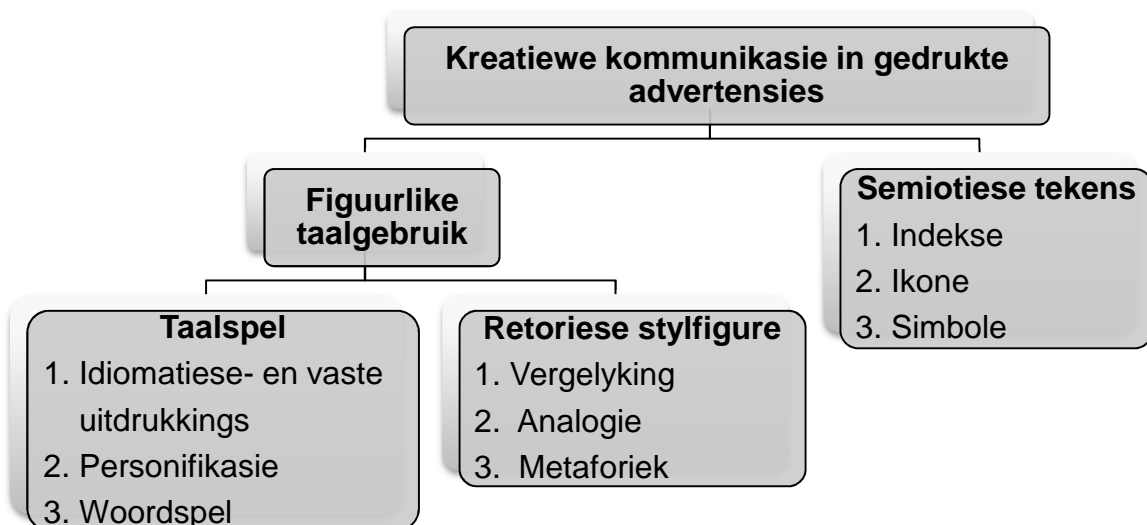 Kreatiewe kommunikasie in gedrukte
advertensies
Figuurlike
taalgebruik
Semiotiese tekens
1. Indekse
2. Ikone
3. Simbole
Taalspel
1. Idiomatiese- en vaste
uitdrukkings
2. Personifikasie
3. Woordspel
Retoriese stylfigure
1. Vergelyking
2. Analogie
3. Metaforiek